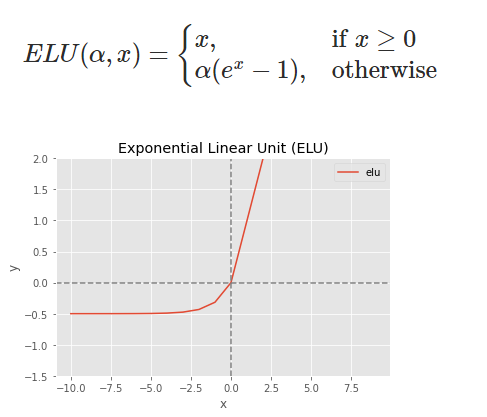 ELU(α, x) = { x, if x ≥ 0
α(eˣ − 1), otherwise
Exponential Linear Unit (ELU)
elu
2.0
1.5
1.0
0.5
0.0
−0.5
−1.0
−1.5
y
−10.0 −7.5 −5.0 −2.5 0.0 2.5 5.0 7.5
x